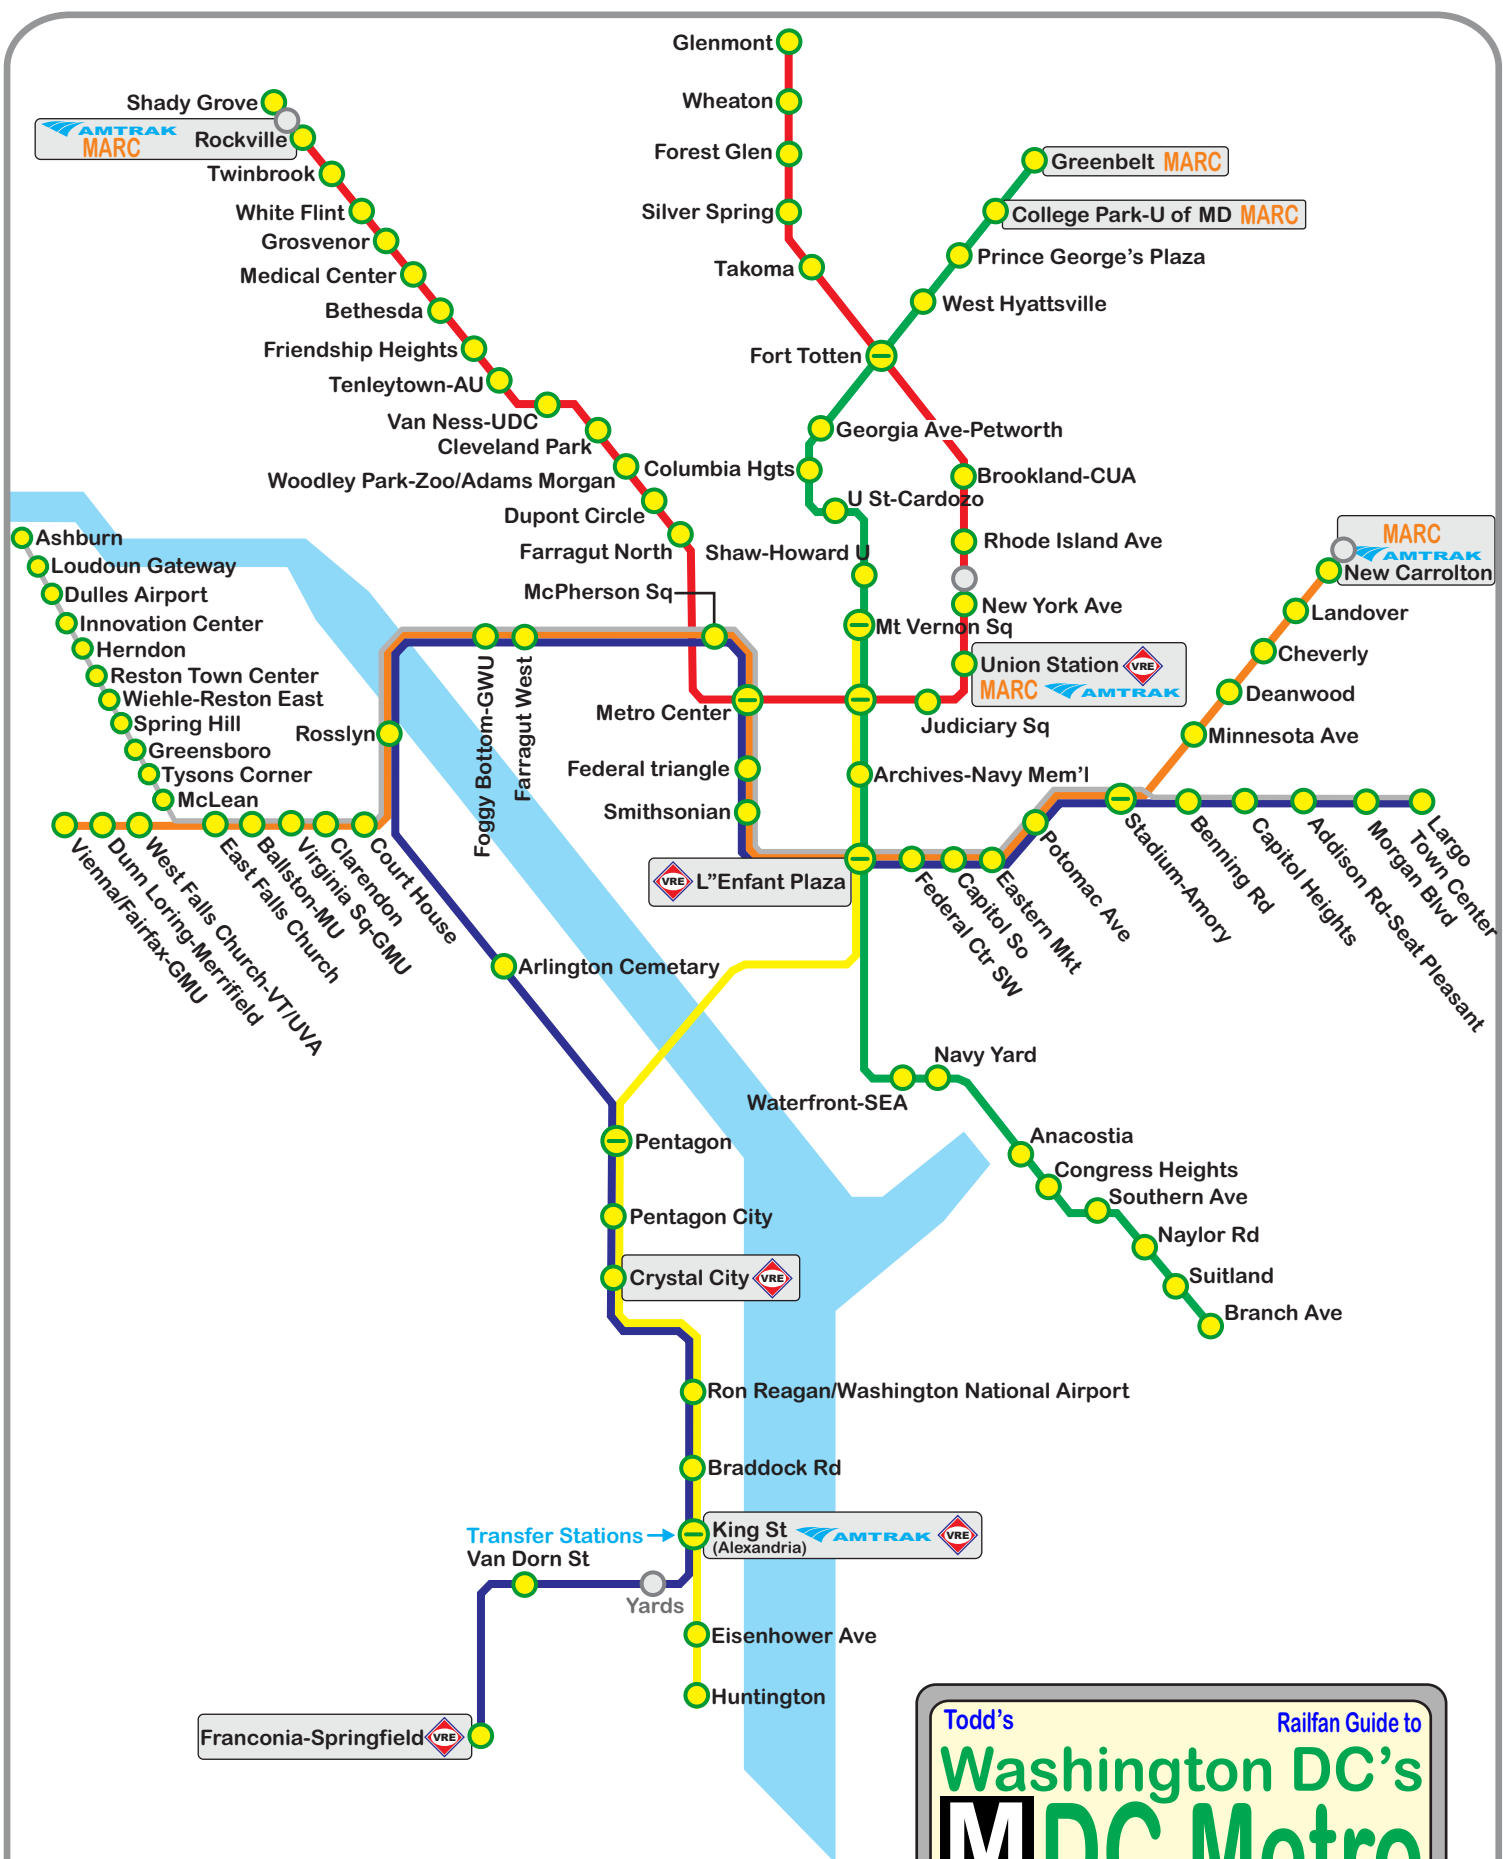 Glenmont
Wheaton
Forest Glen
Silver Spring
Takoma
Fort Totten
Shady Grove
AMTRAK
MARC
Rockville
Twinbrook
White Flint
Grosvenor
Medical Center
Bethesda
Friendship Heights
Tenleytown-AU
Van Ness-UDC
Cleveland Park
Woodley Park-Zoo/Adams Morgan
Dupont Circle
Farragut North
McPherson Sq
Greenbelt MARC
College Park-U of MD MARC
Prince George's Plaza
West Hyattsville
Georgia Ave-Petworth
Columbia Hgts
U St-Cardozo
Shaw-Howard U
Mt Vernon Sq
Brookland-CUA
Rhode Island Ave
New York Ave
Union Station VRE
MARC AMTRAK
Judiciary Sq
Metro Center
MARC
AMTRAK
New Carrolton
Landover
Cheverly
Deanwood
Minnesota Ave
Ashburn
Loudoun Gateway
Dulles Airport
Innovation Center
Herndon
Reston Town Center
Wiehle-Reston East
Spring Hill
Greensboro
Tysons Corner
McLean
Vienna/Fairfax-GMU
Dunn Loring-Merrifield
West Falls Church-VT/UVA
East Falls Church
Ballston-MU
Virginia Sq-GMU
Clarendon
Court House
Rosslyn
Foggy Bottom-GWU
Farragut West
Federal triangle
Smithsonian
Archives-Navy Mem'l
VRE L"Enfant Plaza
Federal Ctr SW
Capitol So
Eastern Mkt
Potomac Ave
Stadium-Amory
Benning Rd
Capitol Heights
Addison Rd-Seat Pleasant
Morgan Blvd
Largo
Town Center
Arlington Cemetary
Pentagon
Pentagon City
Crystal City VRE
Navy Yard
Waterfront-SEA
Anacostia
Congress Heights
Southern Ave
Naylor Rd
Suitland
Branch Ave
Ron Reagan/Washington National Airport
Braddock Rd
Transfer Stations
King St AMTRAK VRE
(Alexandria)
Van Dorn St
Yards
Eisenhower Ave
Huntington
Franconia-Springfield VRE
Todd's Railfan Guide to
Washington DC's
M DC Metro